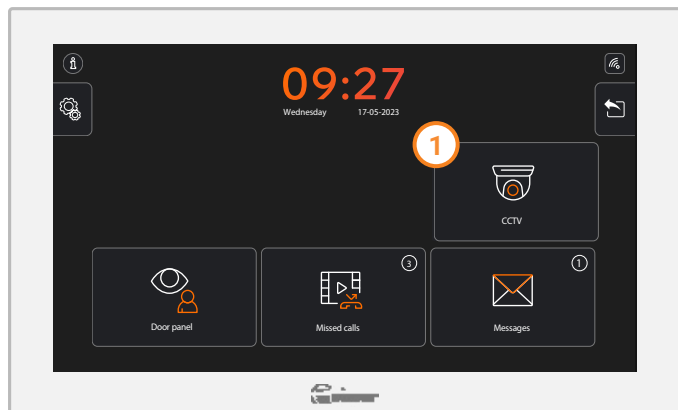 09:27
Wednesday 17-05-2023
1
CCTV
3
1
Door panel
Missed calls
Messages